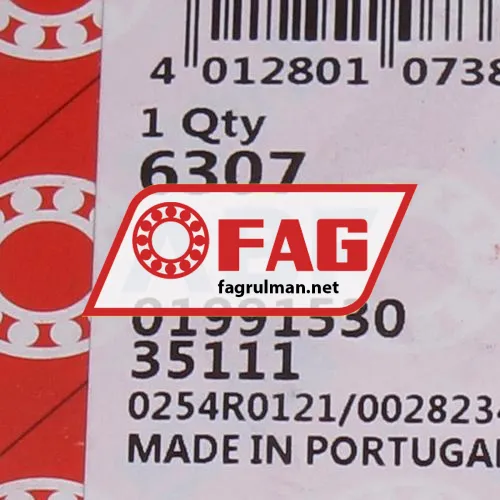 4 012801 0738
1 Qty
6307
FAG
fagrulman.net
01991530
35111
0254R0121/0028234
MADE IN PORTUGAL